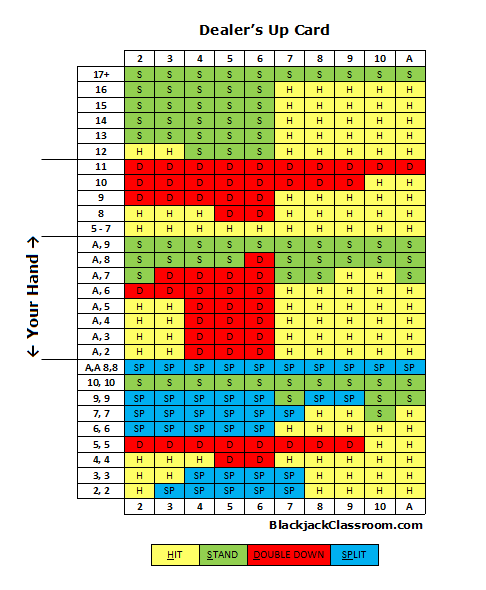 Dealer's Up Card
2 3 4 5 6 7 8 9 10 A
17+ S S S S S S S S S S
16 S S S S S H H H H H
15 S S S S S H H H H H
14 S S S S S H H H H H
13 S S S S S H H H H H
12 H H S S S H H H H H
11 D D D D D D D D D D
10 D D D D D D D D H H
9 D D D D D H H H H H
8 H H H D D H H H H H
5 - 7 H H H H H H H H H H
A, 9 S S S S S S S S S S
A, 8 S S S S D S S S S S
A, 7 S D D D D S S H H S
A, 6 D D D D D H H H H H
A, 5 H H D D D H H H H H
A, 4 H H D D D H H H H H
A, 3 H H D D D H H H H H
A, 2 H H D D D H H H H H
A,A 8,8 SP SP SP SP SP SP SP SP SP SP
10, 10 S S S S S S S S S S
9, 9 SP SP SP SP SP S SP SP S S
7, 7 SP SP SP SP SP SP H H S H
6, 6 SP SP SP SP SP H H H H H
5, 5 D D D D D D D D H H
4, 4 H H H D D H H H H H
3, 3 H H SP SP SP SP H H H H
2, 2 H SP SP SP SP SP H H H H
2 3 4 5 6 7 8 9 10 A
← Your Hand →
BlackjackClassroom.com
HIT STAND DOUBLE DOWN SPLIT